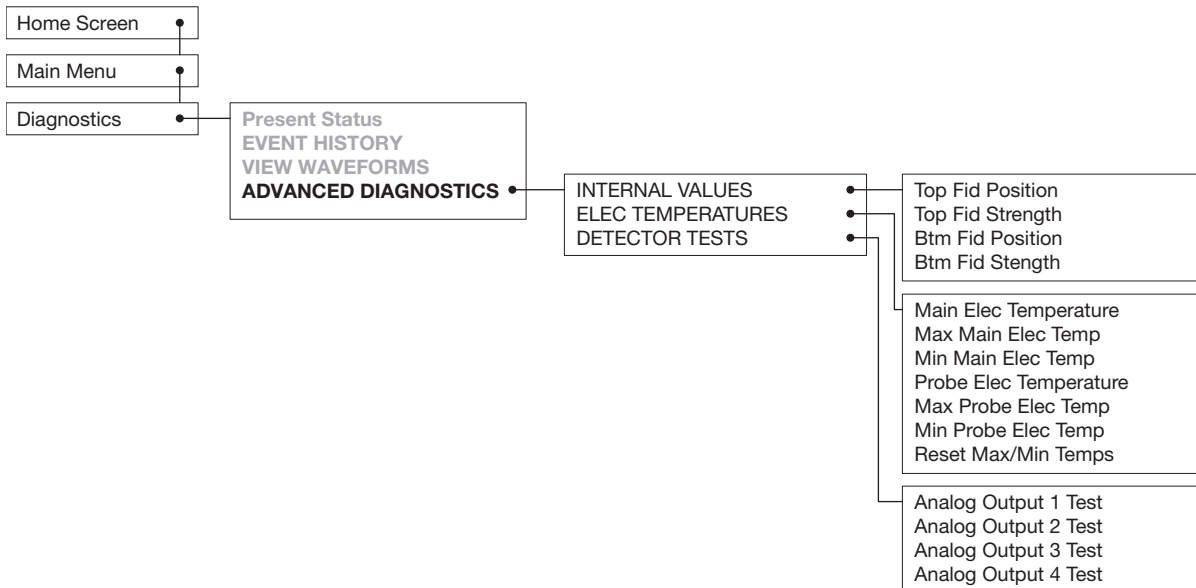 Home Screen
Main Menu
Diagnostics
Present Status
EVENT HISTORY
VIEW WAVEFORMS
ADVANCED DIAGNOSTICS
INTERNAL VALUES
ELEC TEMPERATURES
DETECTOR TESTS
Top Fid Position
Top Fid Strength
Btm Fid Position
Btm Fid Stength
Main Elec Temperature
Max Main Elec Temp
Min Main Elec Temp
Probe Elec Temperature
Max Probe Elec Temp
Min Probe Elec Temp
Reset Max/Min Temps
Analog Output 1 Test
Analog Output 2 Test
Analog Output 3 Test
Analog Output 4 Test